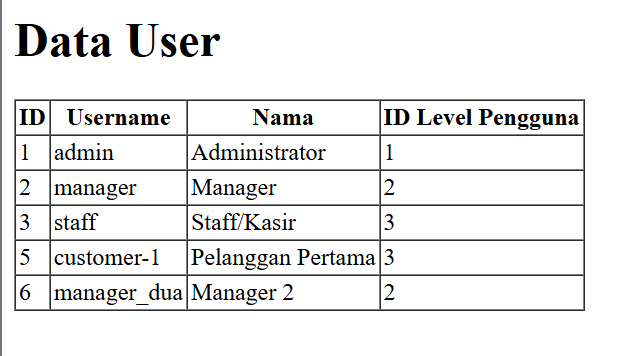 Data User
ID Username Nama ID Level Pengguna
1 admin Administrator 1
2 manager Manager 2
3 staff Staff/Kasir 3
5 customer-1 Pelanggan Pertama 3
6 manager_dua Manager 2 2